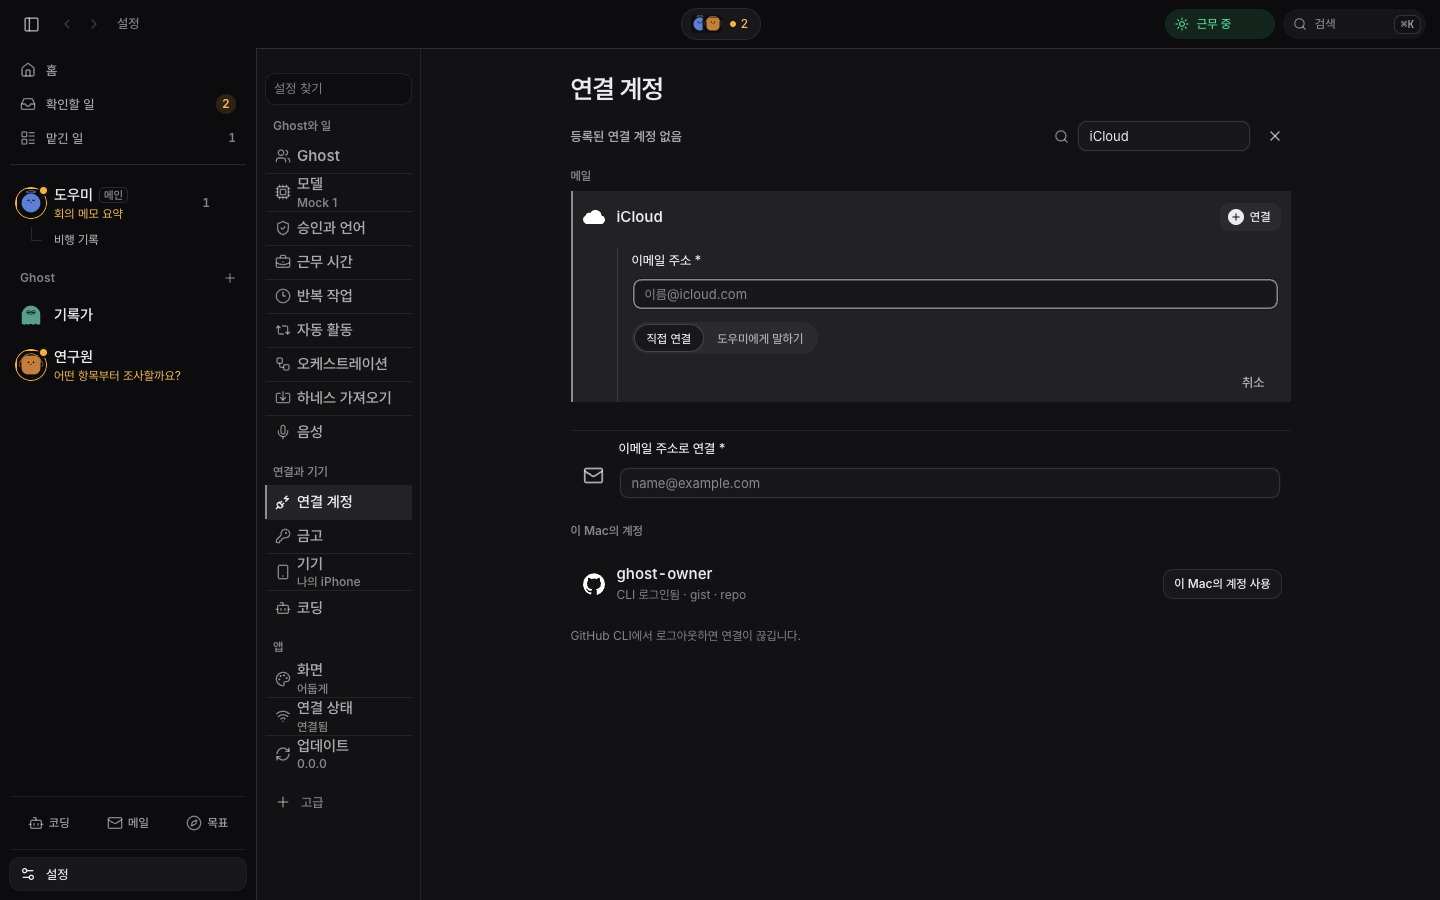 설정
2
근무 중
검색
⌘K
홈
확인할 일
2
맡긴 일
1
도우미
메인
회의 메모 요약
1
비행 기록
Ghost
기록가
연구원
어떤 항목부터 조사할까요?
코딩
메일
목표
설정
설정 찾기
Ghost와 일
Ghost
모델
Mock 1
승인과 언어
근무 시간
반복 작업
자동 활동
오케스트레이션
하네스 가져오기
음성
연결과 기기
연결 계정
금고
기기
나의 iPhone
코딩
앱
화면
어둡게
연결 상태
연결됨
업데이트
0.0.0
고급
연결 계정
등록된 연결 계정 없음
iCloud
메일
iCloud
연결
이메일 주소 *
이름@icloud.com
직접 연결
도우미에게 말하기
취소
이메일 주소로 연결 *
name@example.com
이 Mac의 계정
ghost-owner
CLI 로그인됨 · gist · repo
이 Mac의 계정 사용
GitHub CLI에서 로그아웃하면 연결이 끊깁니다.